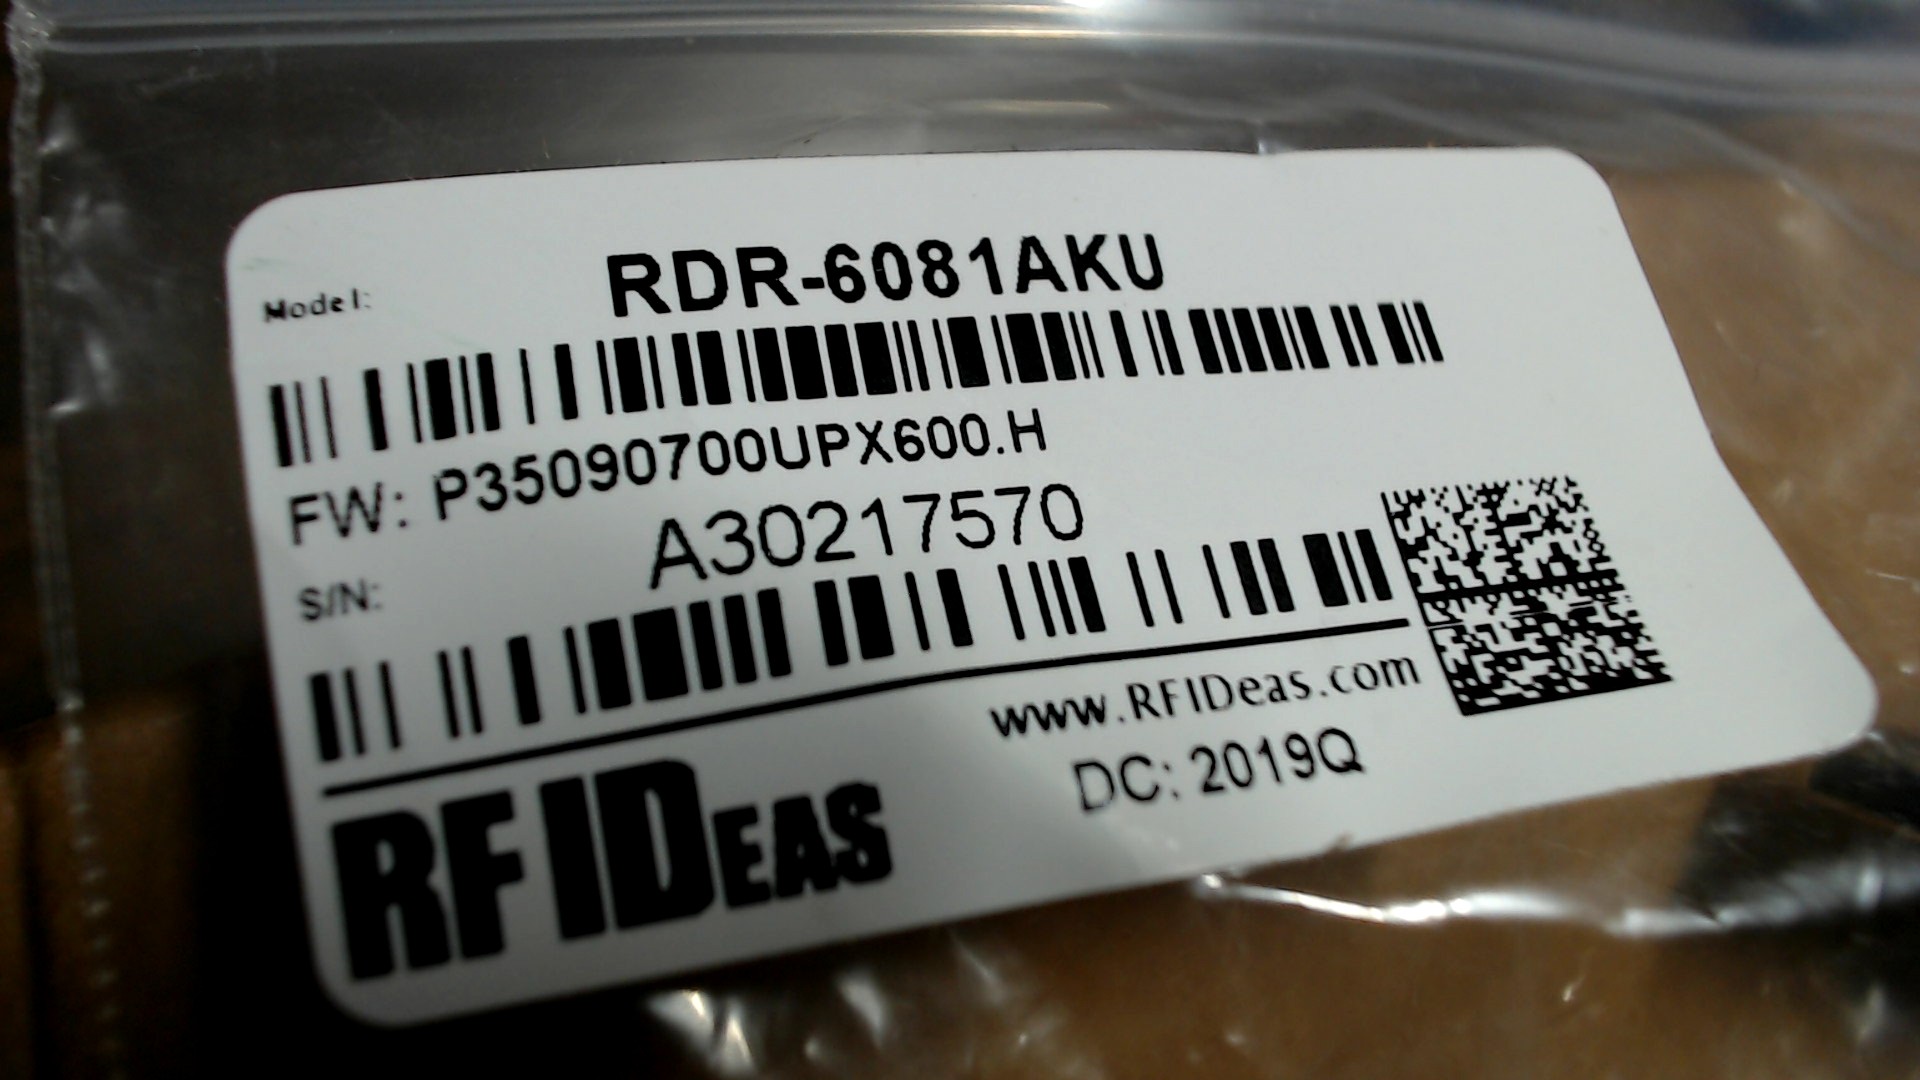 Model: RDR-6081AKU
FW: P35090700UPX600.H
S/N: A30217570
www.RFIDeas.com
DC: 2019Q
RF IDEAS